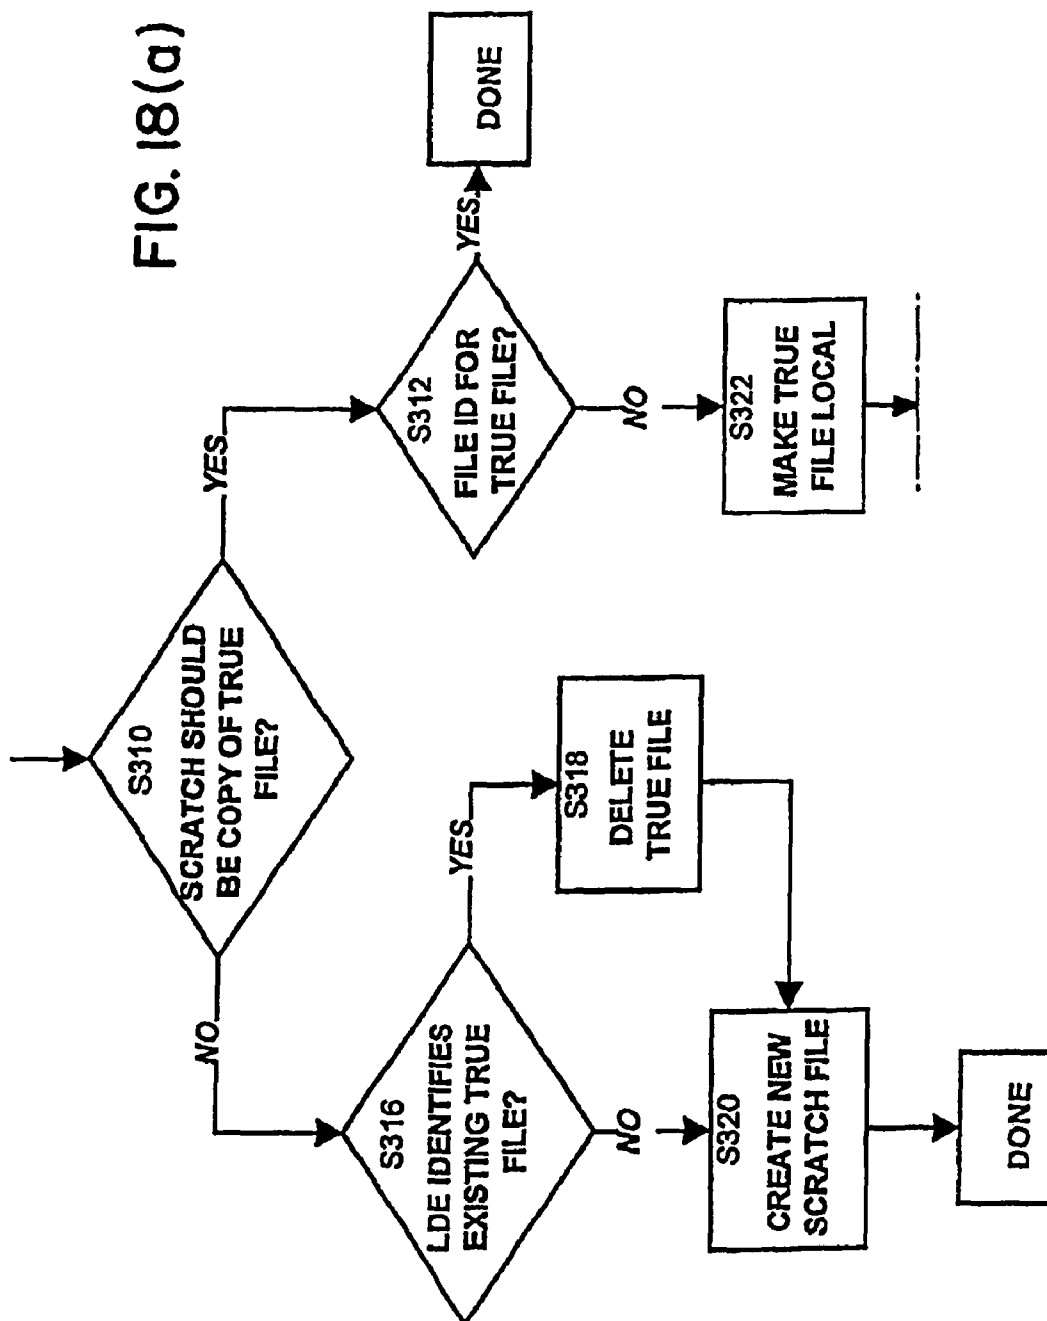 FIG. 18(a)
S310
SCRATCH SHOULD
BE COPY OF TRUE
FILE?
NO
YES
S316
LDE IDENTIFIES
EXISTING TRUE
FILE?
YES
NO
S318
DELETE
TRUE FILE
S320
CREATE NEW
SCRATCH FILE
DONE
S312
FILE ID FOR
TRUE FILE?
YES
NO
DONE
S322
MAKE TRUE
FILE LOCAL